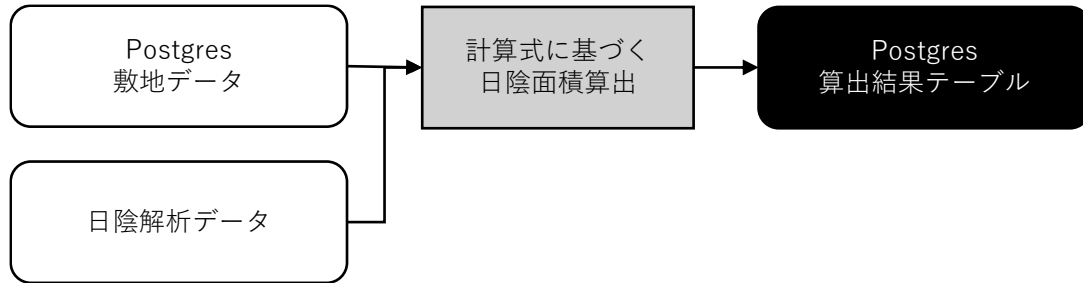 Postgres
敷地データ
計算式に基づく
日陰面積算出
Postgres
算出結果テーブル
日陰解析データ